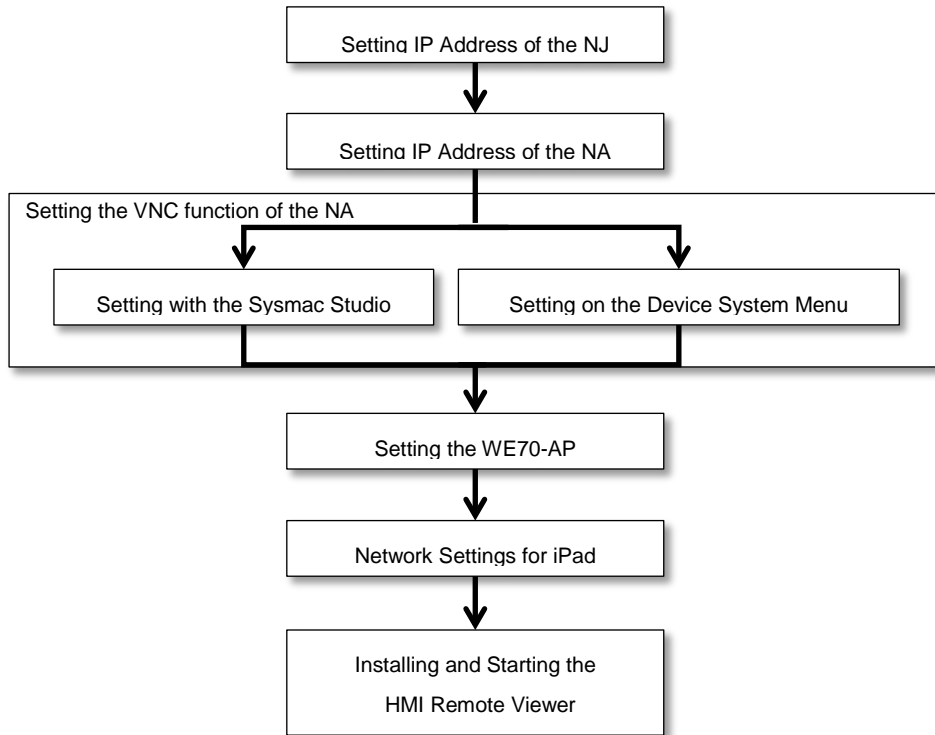 Setting IP Address of the NJ
Setting IP Address of the NA
Setting the VNC function of the NA
Setting with the Sysmac Studio
Setting on the Device System Menu
Setting the WE70-AP
Network Settings for iPad
Installing and Starting the
HMI Remote Viewer